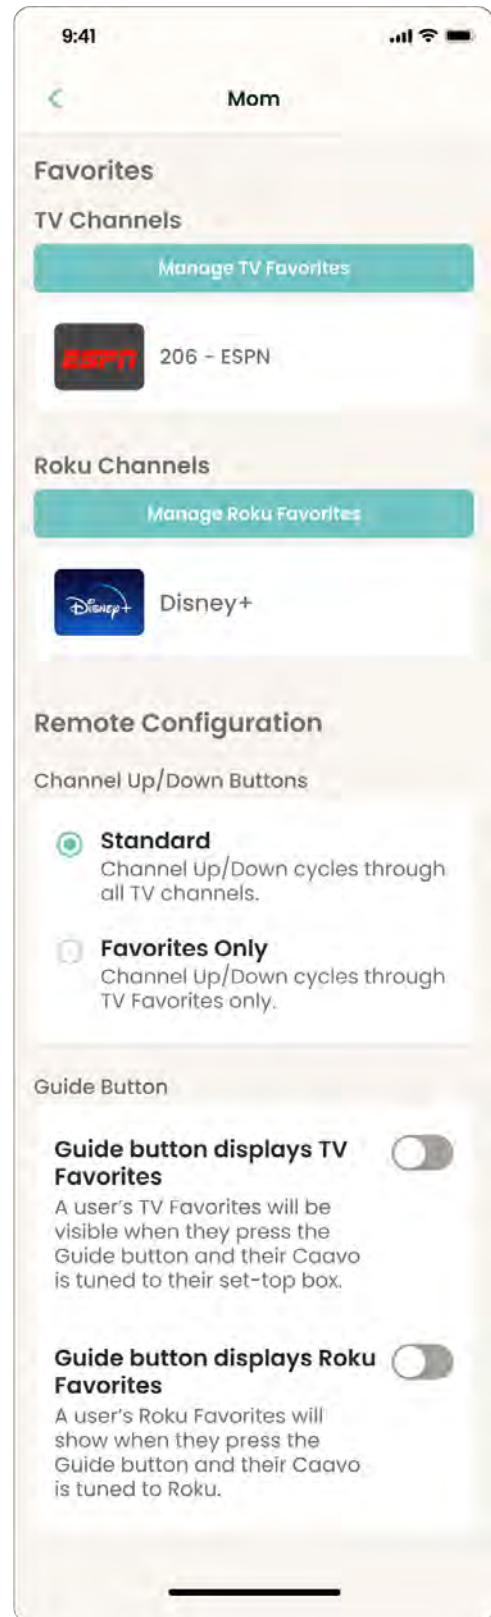 9:41
Mom
Favorites
TV Channels
Manage TV Favorites
ESPN
206 - ESPN
Roku Channels
Manage Roku Favorites
Disney+
Disney+
Remote Configuration
Channel Up/Down Buttons
Standard
Channel Up/Down cycles through
all TV channels.
Favorites Only
Channel Up/Down cycles through
TV Favorites only.
Guide Button
Guide button displays TV
Favorites
A user's TV Favorites will be
visible when they press the
Guide button and their Caavo
is tuned to their set-top box.
Guide button displays Roku
Favorites
A user's Roku Favorites will
show when they press the
Guide button and their Caavo
is tuned to Roku.